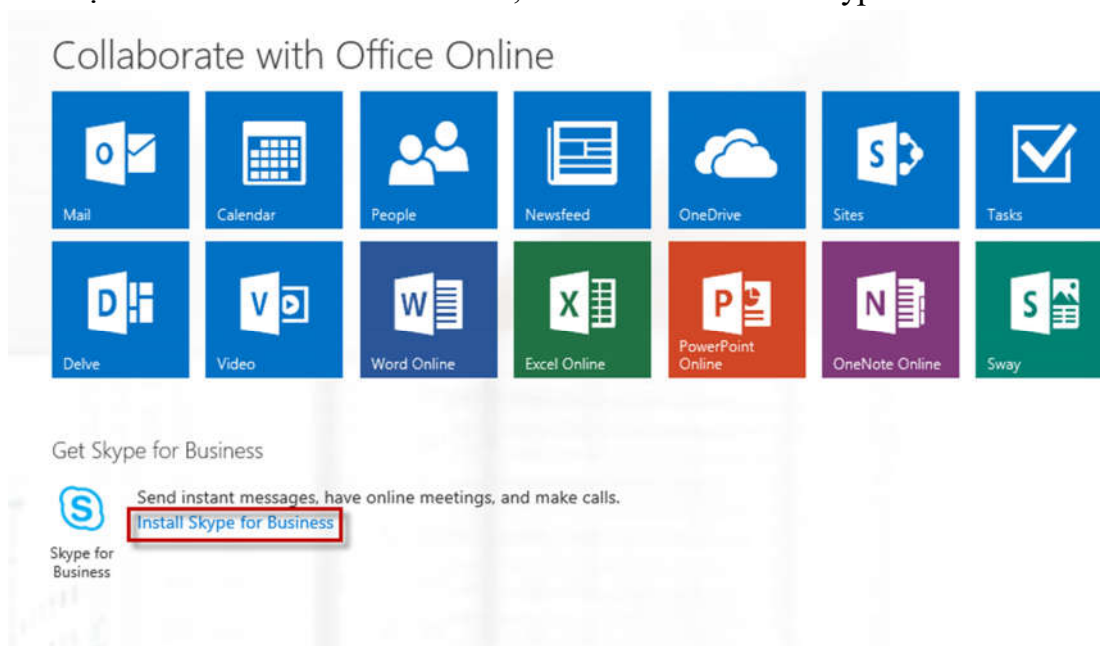 Collaborate with Office Online
Mail
Calendar
People
Newsfeed
OneDrive
Sites
Tasks
Delve
Video
Word Online
Excel Online
PowerPoint
Online
OneNote Online
Sway
Get Skype for Business
Send instant messages, have online meetings, and make calls.
Install Skype for Business
Skype for
Business